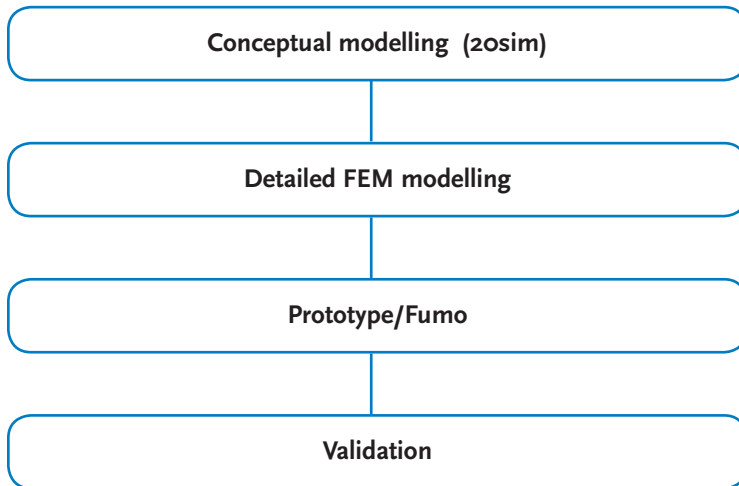 Conceptual modelling (20sim)
Detailed FEM modelling
Prototype/Fumo
Validation